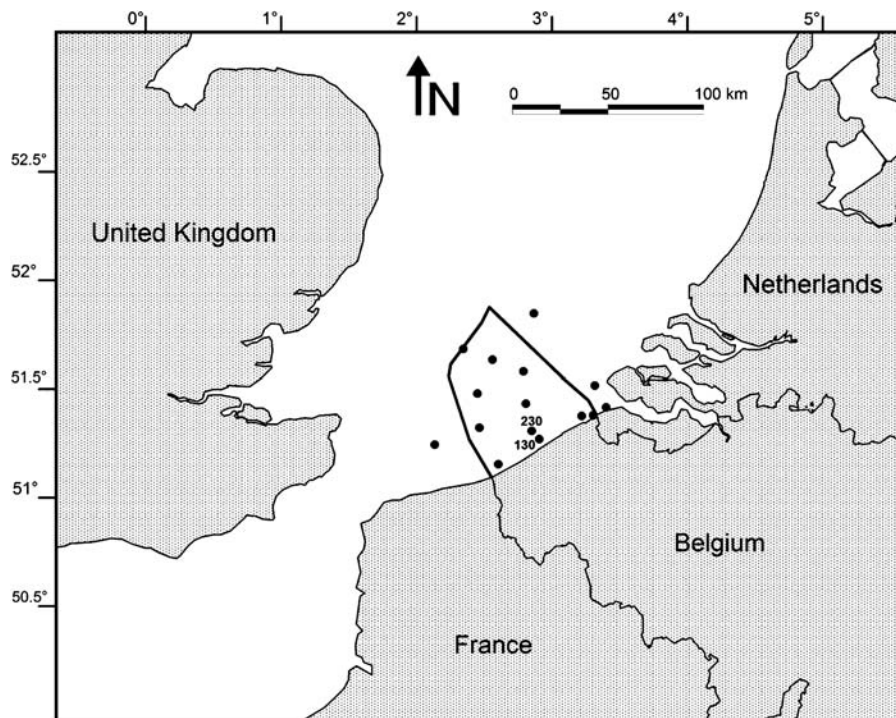 0° 1° 2° 3° 4° 5°
N
0 50 100 km
52.5°
United Kingdom
52°
Netherlands
51.5°
230
130
51°
Belgium
50.5°
France